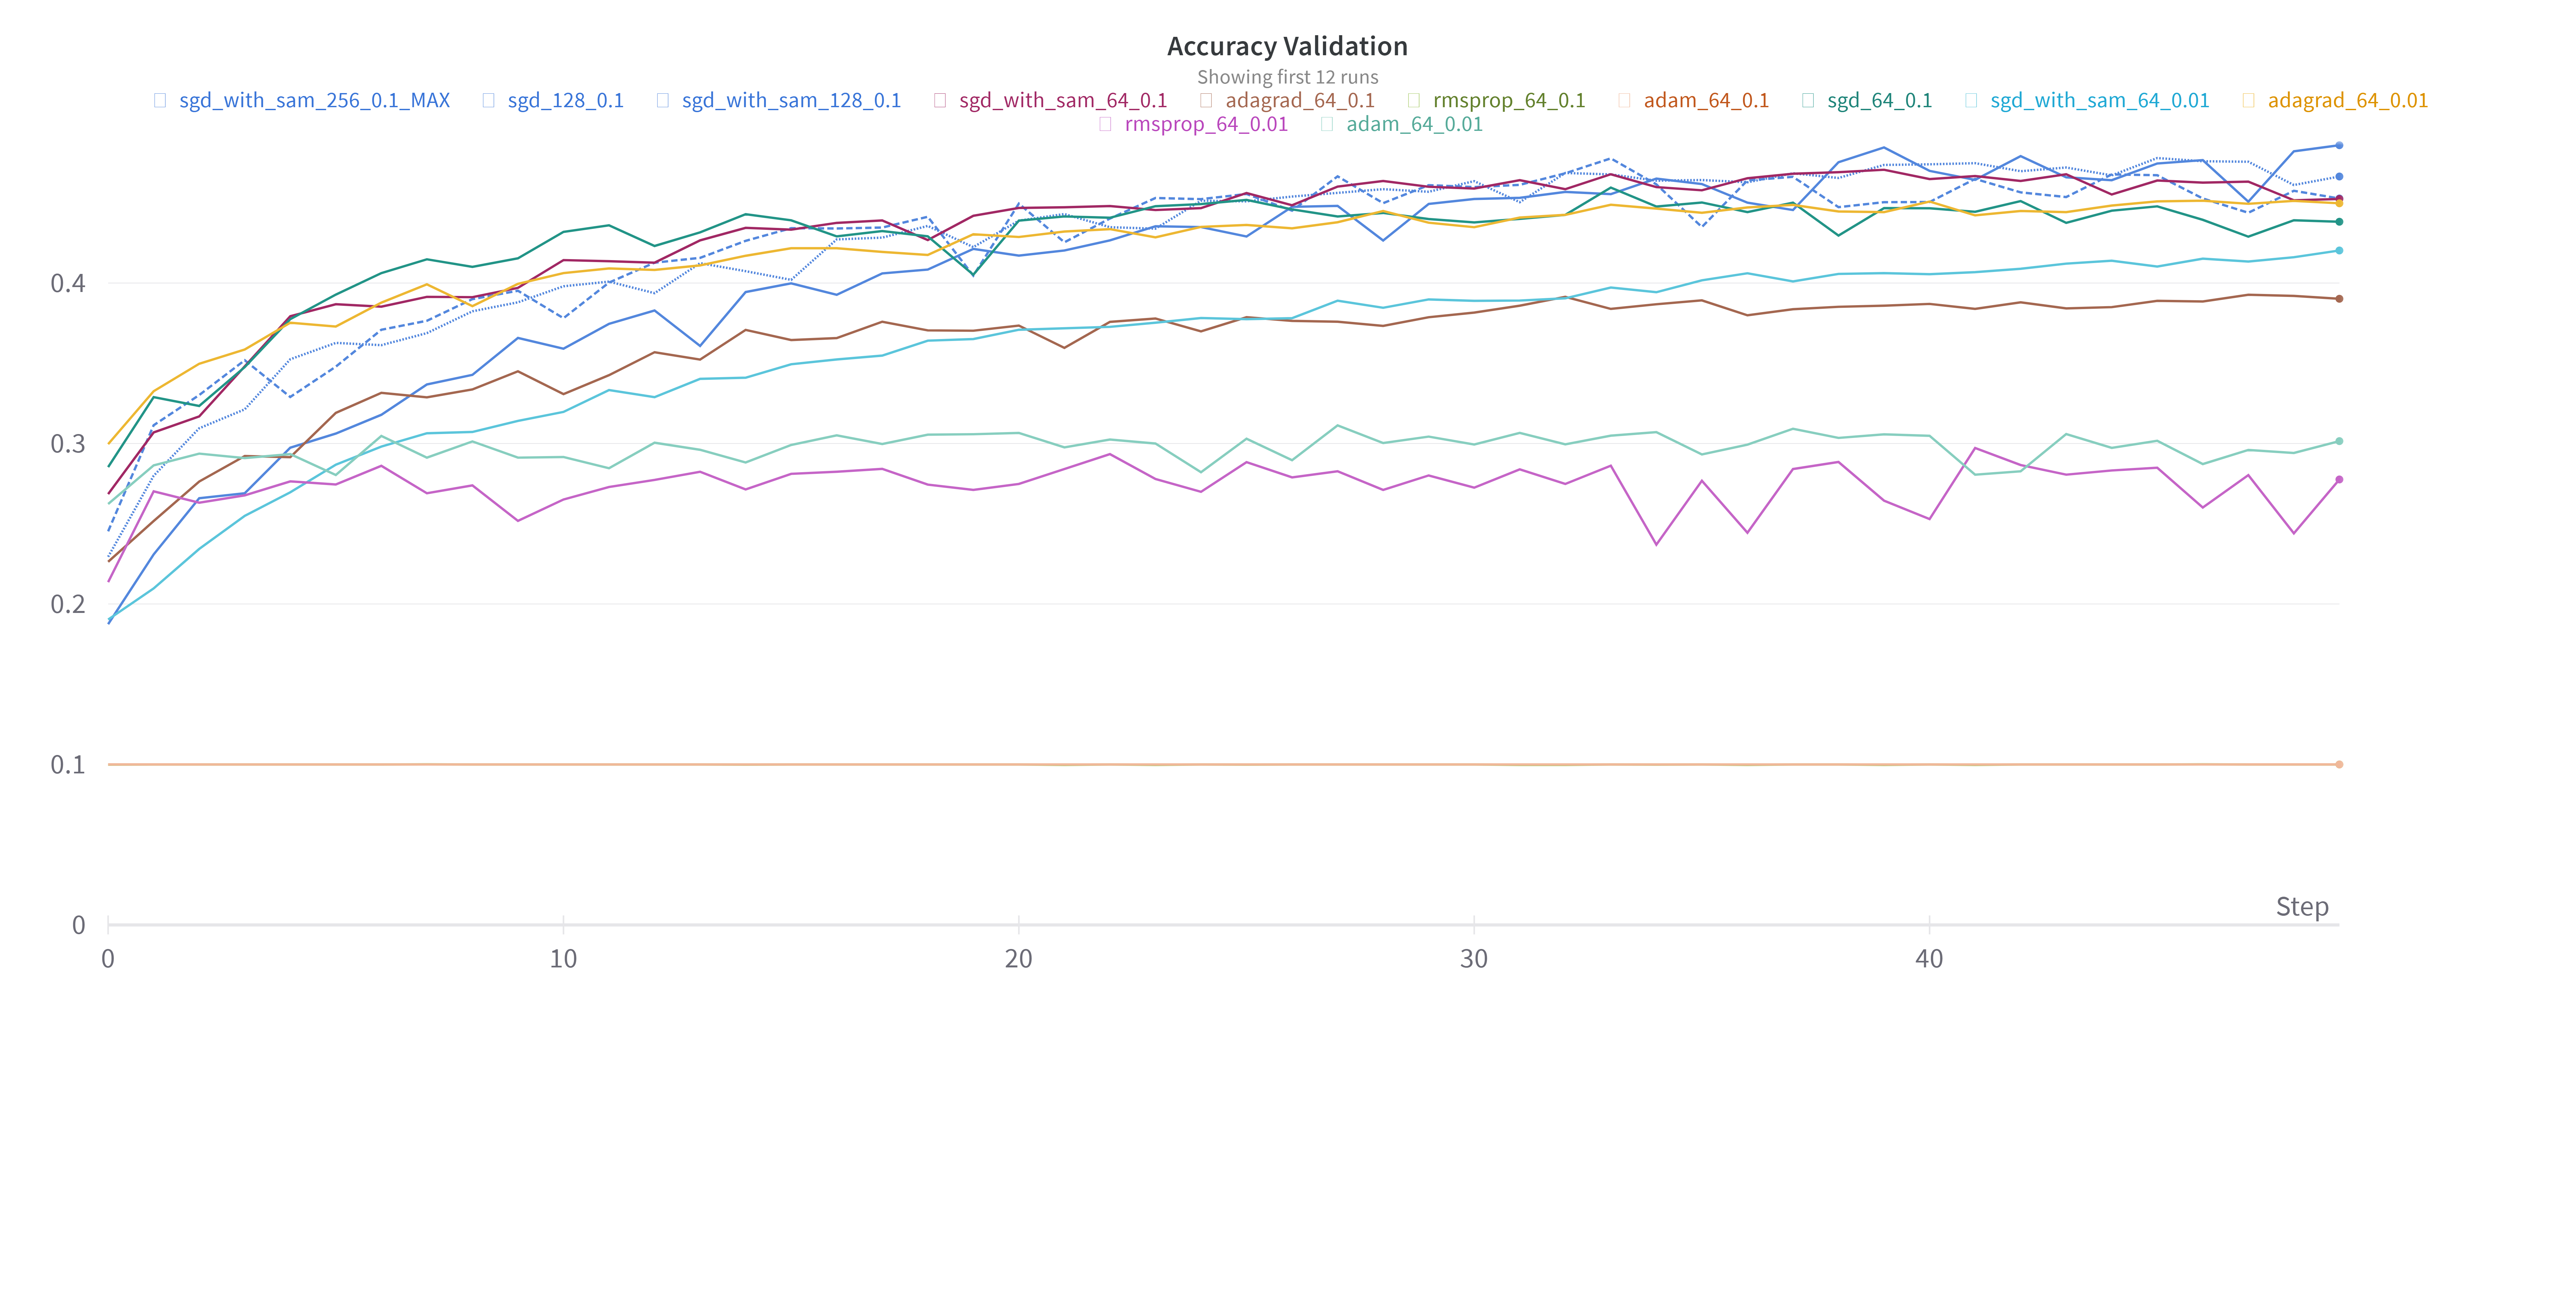 Accuracy Validation
Showing first 12 runs
sgd_with_sam_256_0.1_MAX sgd_128_0.1 sgd_with_sam_128_0.1 sgd_with_sam_64_0.1 adagrad_64_0.1 rmsprop_64_0.1 adam_64_0.1 sgd_64_0.1 sgd_with_sam_64_0.01 adagrad_64_0.01
rmsprop_64_0.01 adam_64_0.01
0.4
0.3
0.2
0.1
Step
0
0 10 20 30 40